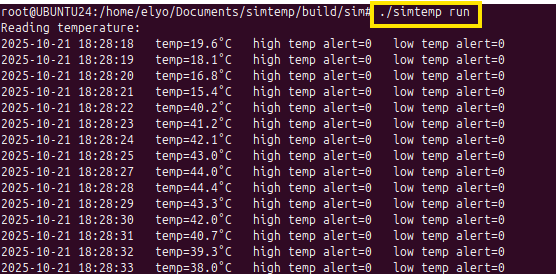 root@UBUNTU24:/home/elyo/Documents/simtemp/build/sim# ./simtemp run
Reading temperature:
2025-10-21 18:28:18   temp=19.6°C   high temp alert=0   low temp alert=0
2025-10-21 18:28:19   temp=18.1°C   high temp alert=0   low temp alert=0
2025-10-21 18:28:20   temp=16.8°C   high temp alert=0   low temp alert=0
2025-10-21 18:28:21   temp=15.4°C   high temp alert=0   low temp alert=0
2025-10-21 18:28:22   temp=40.2°C   high temp alert=0   low temp alert=0
2025-10-21 18:28:23   temp=41.2°C   high temp alert=0   low temp alert=0
2025-10-21 18:28:24   temp=42.1°C   high temp alert=0   low temp alert=0
2025-10-21 18:28:25   temp=43.0°C   high temp alert=0   low temp alert=0
2025-10-21 18:28:27   temp=44.0°C   high temp alert=0   low temp alert=0
2025-10-21 18:28:28   temp=44.4°C   high temp alert=0   low temp alert=0
2025-10-21 18:28:29   temp=43.3°C   high temp alert=0   low temp alert=0
2025-10-21 18:28:30   temp=42.0°C   high temp alert=0   low temp alert=0
2025-10-21 18:28:31   temp=40.7°C   high temp alert=0   low temp alert=0
2025-10-21 18:28:32   temp=39.3°C   high temp alert=0   low temp alert=0
2025-10-21 18:28:33   temp=38.0°C   high temp alert=0   low temp alert=0